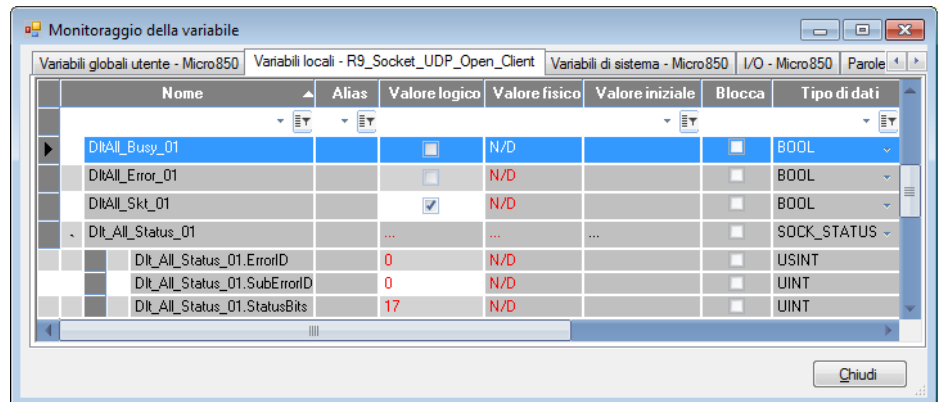 Monitoraggio della variabile
Variabili globali utente - Micro850 Variabili locali - R9_Socket_UDP_Open_Client Variabili di sistema - Micro850 I/O - Micro850 Parole
Nome Alias Valore logico Valore fisico Valore iniziale Blocca Tipo di dati
DltAll_Busy_01 N/D BOOL
DltAll_Error_01 N/D BOOL
DltAll_Skt_01 N/D BOOL
Dlt_All_Status_01 ... ... ... SOCK_STATUS
Dlt_All_Status_01.ErrorID 0 N/D USINT
Dlt_All_Status_01.SubErrorID 0 N/D UINT
Dlt_All_Status_01.StatusBits 17 N/D UINT
Chiudi